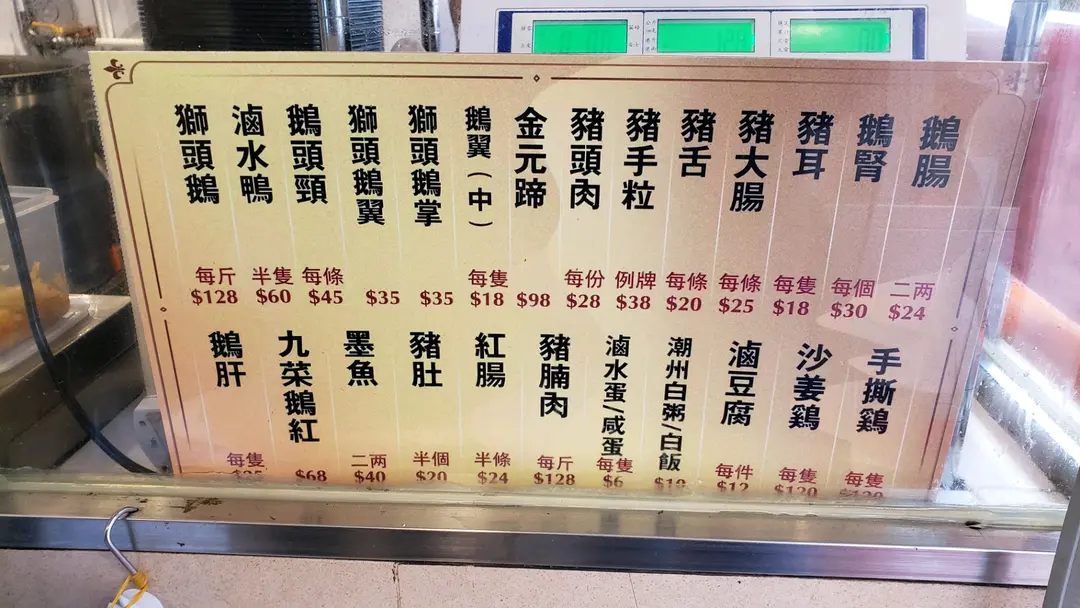 獅頭鵝 每斤 $128
滷水鴨 半隻 $60
鵝頭頸 每條 $45
獅頭鵝翼 $35
獅頭鵝掌 $35
鵝翼(中) 每隻 $18
金元蹄 $98
豬頭肉 每份 $28
豬手粒 例牌 $38
豬舌 每條 $20
豬大腸 每條 $25
豬耳 每隻 $18
鵝腎 每個 $30
鵝腸 二两 $24
鵝肝 每隻
九菜鵝紅 $68
墨魚 二两 $40
豬肚 半個 $20
紅腸 半條 $24
豬腩肉 每斤 $128
滷水蛋/咸蛋 每隻 $6
潮州白粥/白飯
滷豆腐 每件 $12
沙姜鷄 每隻 $120
手撕鷄 每隻